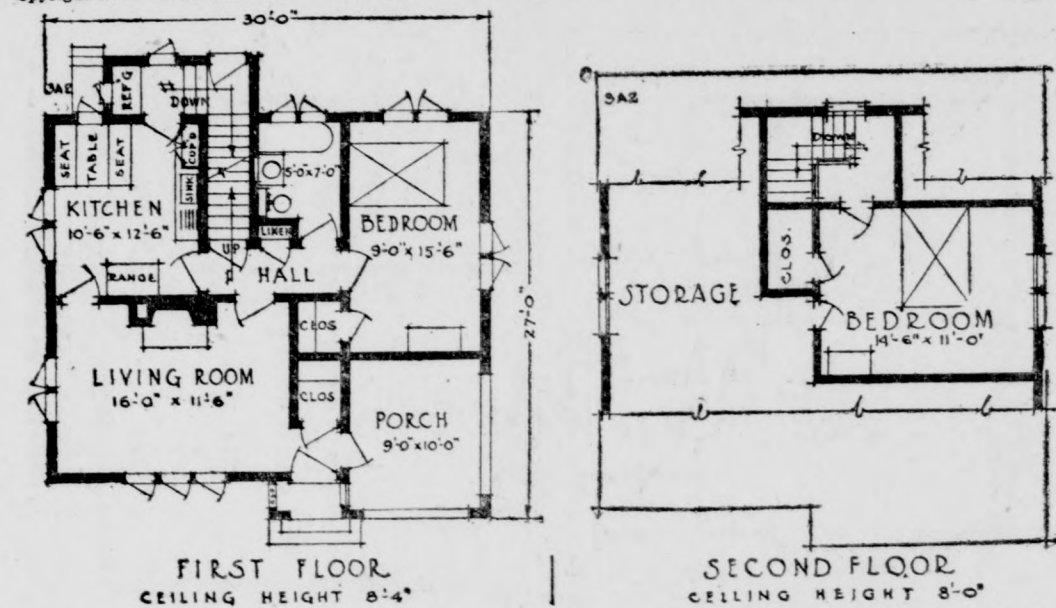 30'-0"
3A2
REF'G
DOWN
SEAT
TABLE
SEAT
CUP'D
SINK
5'-0"x7'-0"
KITCHEN
10'-6" x 12'-6"
LINEN
BEDROOM
9'-0"x15'-6"
UP
HALL
RANGE
27'-0"
CLOS
LIVING ROOM
16'-0" x 11'-6"
CLOS
PORCH
9'-0"x10'-0"
FIRST FLOOR
CEILING HEIGHT 8'-4"
3A2
DOWN
CLOS.
STORAGE
BEDROOM
14'-6" x 11'-0"
SECOND FLOOR
CEILING HEIGHT 8'-0"